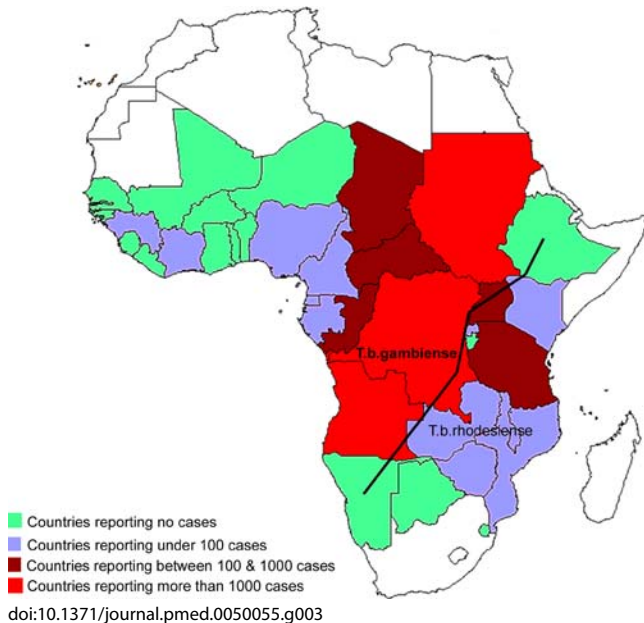 T.b.gambiense
T.b.rhodesiense
Countries reporting no cases
Countries reporting under 100 cases
Countries reporting between 100 & 1000 cases
Countries reporting more than 1000 cases
doi:10.1371/journal.pmed.0050055.g003